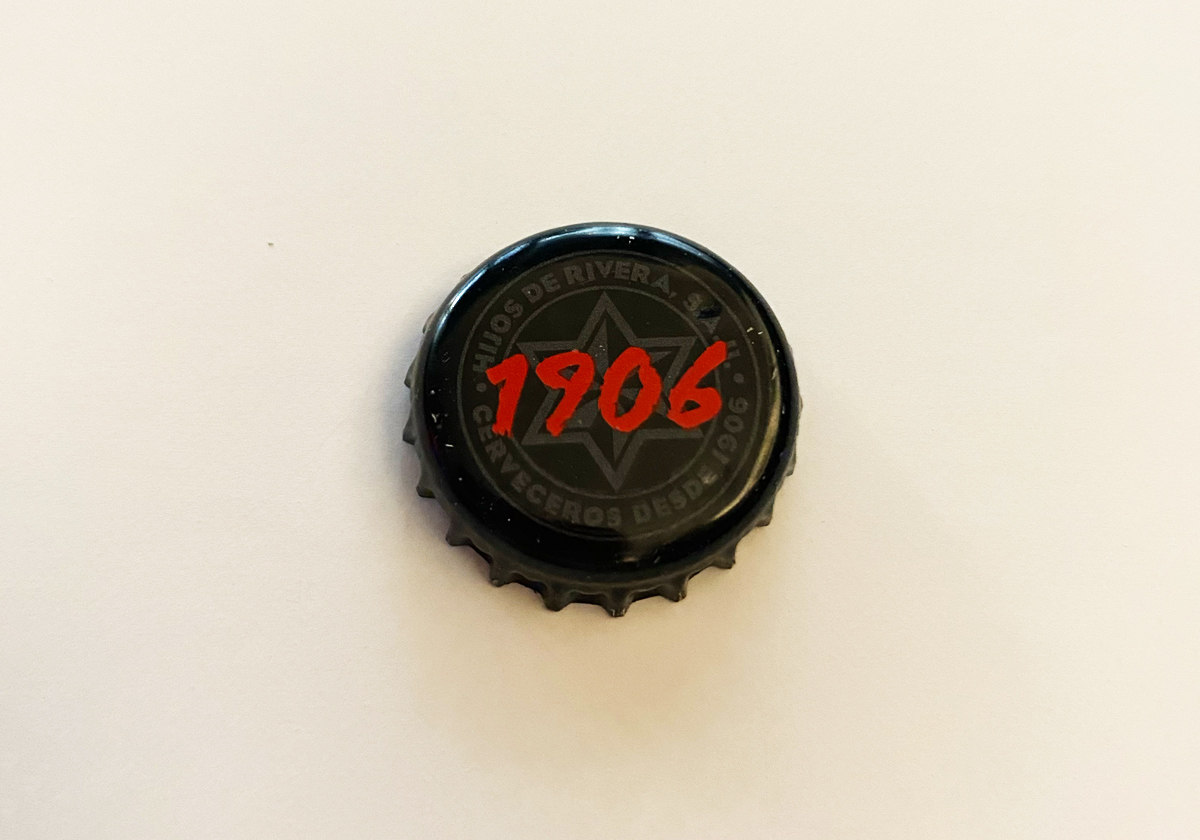 HIJOS DE RIVERA, S.A.U.
1906
CERVECEROS DESDE 1906